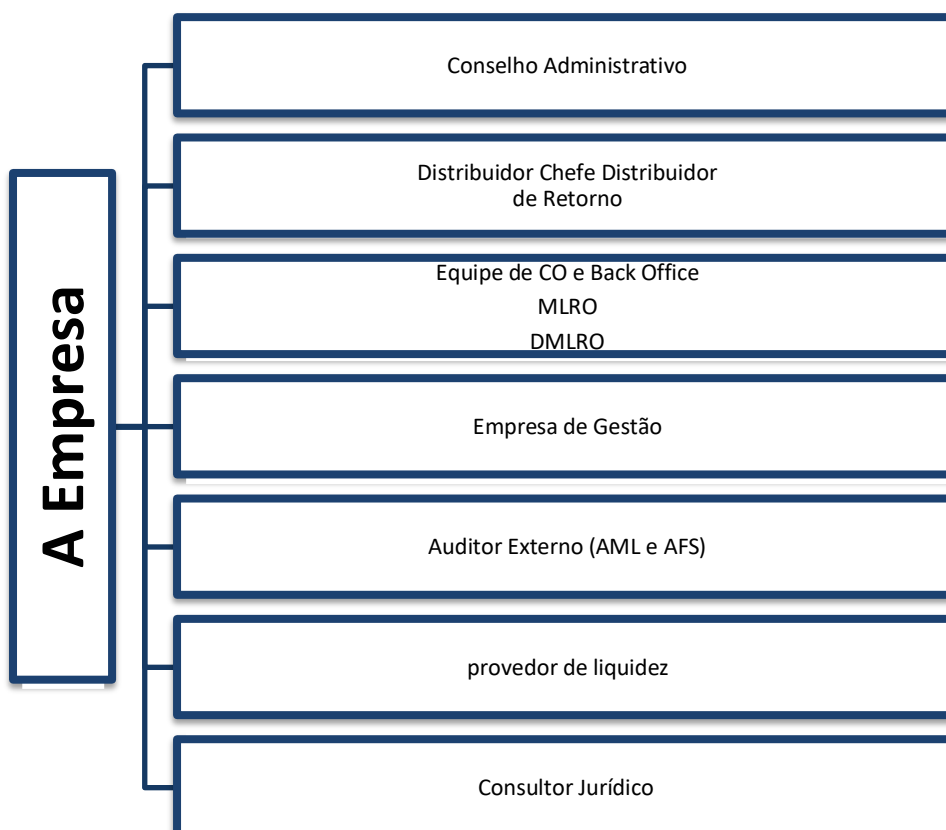 A Empresa
Conselho Administrativo
Distribuidor Chefe Distribuidor
de Retorno
Equipe de CO e Back Office
MLRO
DMLRO
Empresa de Gestão
Auditor Externo (AML e AFS)
provedor de liquidez
Consultor Jurídico